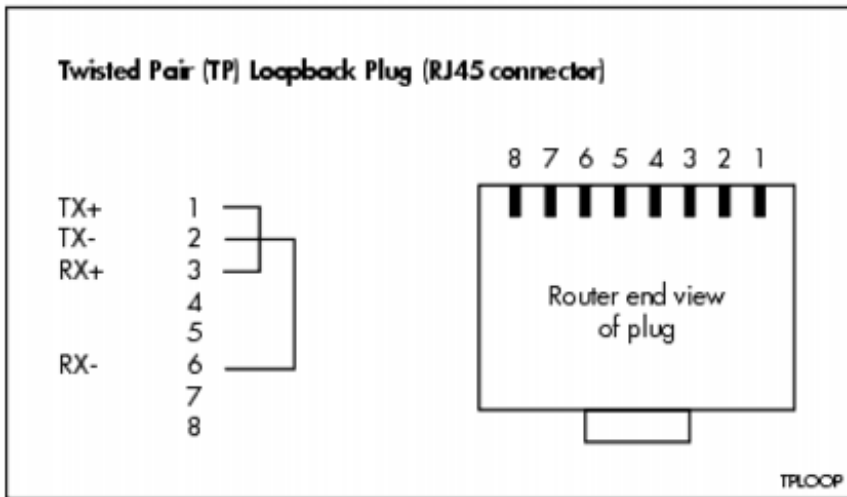 Twisted Pair (TP) Loopback Plug (RJ45 connector)
8 7 6 5 4 3 2 1
TX+ 1
TX- 2
RX+ 3
4
5
RX- 6
7
8
Router end view
of plug
TPLOOP